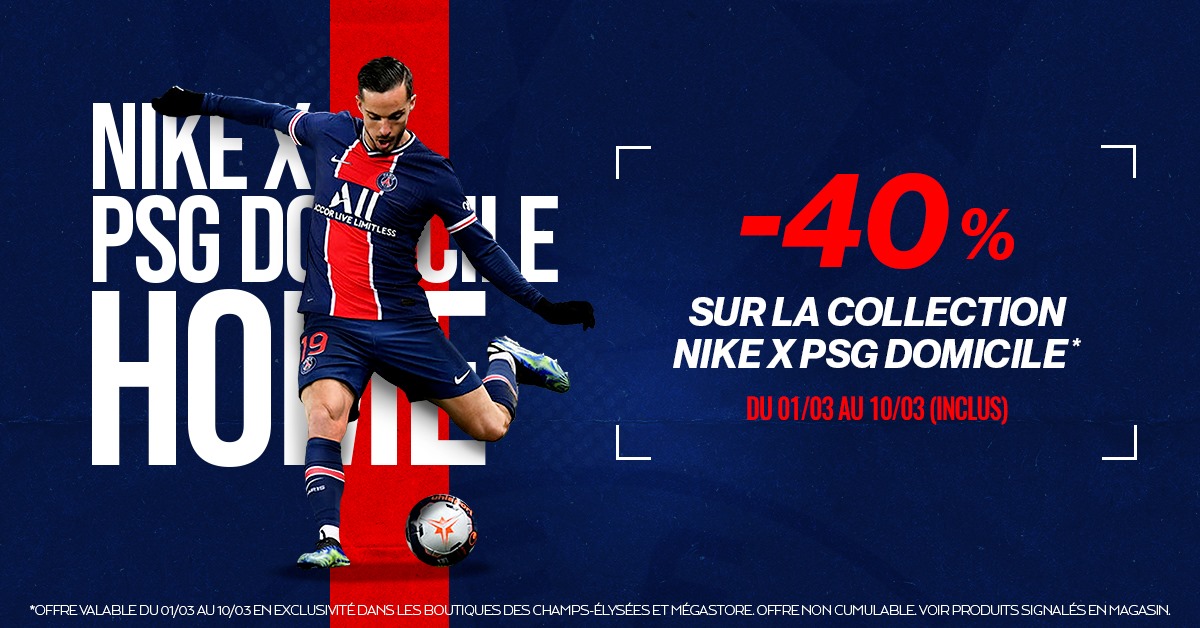 NIKE X
PSG DOMICILE
HOME
ALL
ACCOR LIVE LIMITLESS
19
PARIS
-40 %
SUR LA COLLECTION
NIKE X PSG DOMICILE*
DU 01/03 AU 10/03 (INCLUS)
*OFFRE VALABLE DU 01/03 AU 10/03 EN EXCLUSIVITÉ DANS LES BOUTIQUES DES CHAMPS-ÉLYSÉES ET MÉGASTORE. OFFRE NON CUMULABLE. VOIR PRODUITS SIGNALÉS EN MAGASIN.